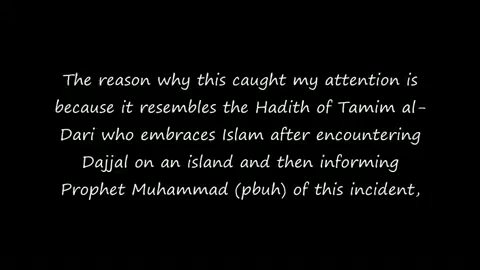 The reason why this caught my attention is
because it resembles the Hadith of Tamim al-
Dari who embraces Islam after encountering
Dajjal on an island and then informing
Prophet Muhammad (pbuh) of this incident,